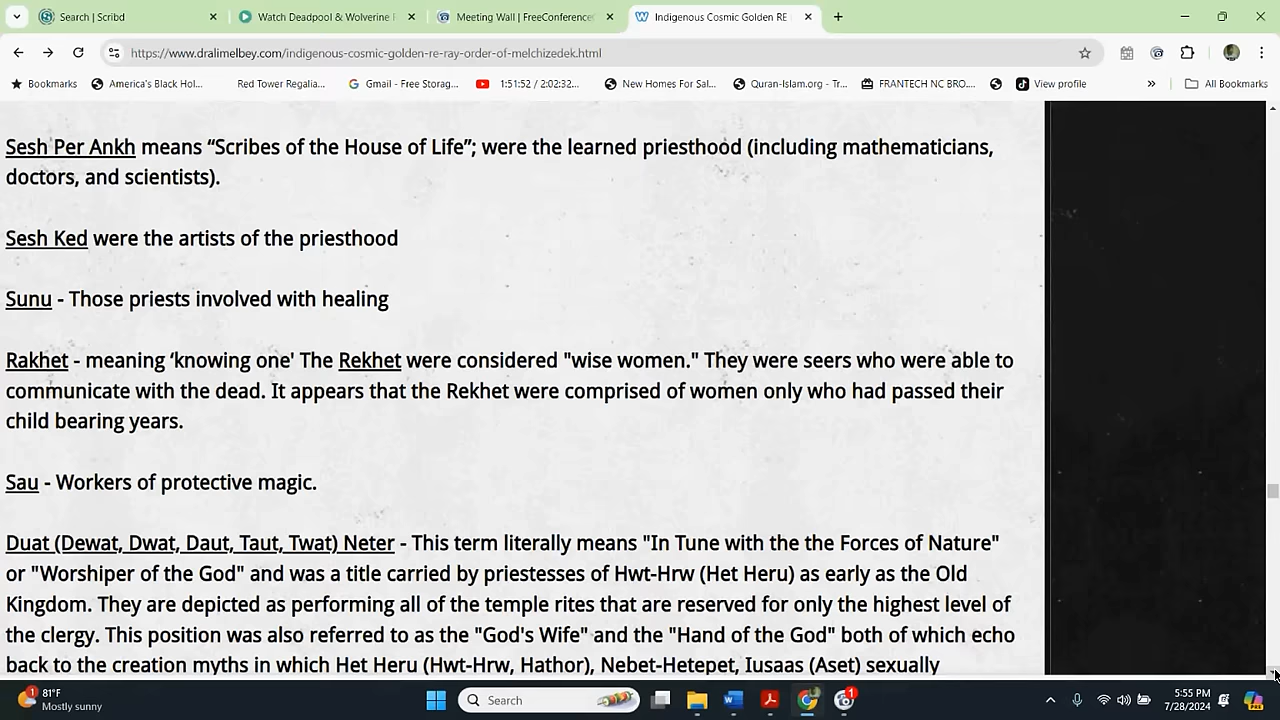 Search | Scribd
Watch Deadpool & Wolverine
Meeting Wall | FreeConference
Indigenous Cosmic Golden RE
https://www.dralimelbey.com/indigenous-cosmic-golden-re-ray-order-of-melchizedek.html
Bookmarks America's Black Hol... Red Tower Regalia... Gmail - Free Storag... 1:51:52 / 2:02:32... New Homes For Sal... Quran-Islam.org - Tr... FRANTECH NC BRO.... View profile » All Bookmarks
Sesh Per Ankh means “Scribes of the House of Life”; were the learned priesthood (including mathematicians,
doctors, and scientists).
Sesh Ked were the artists of the priesthood
Sunu - Those priests involved with healing
Rakhet - meaning ‘knowing one' The Rekhet were considered "wise women." They were seers who were able to
communicate with the dead. It appears that the Rekhet were comprised of women only who had passed their
child bearing years.
Sau - Workers of protective magic.
Duat (Dewat, Dwat, Daut, Taut, Twat) Neter - This term literally means "In Tune with the the Forces of Nature"
or "Worshiper of the God" and was a title carried by priestesses of Hwt-Hrw (Het Heru) as early as the Old
Kingdom. They are depicted as performing all of the temple rites that are reserved for only the highest level of
the clergy. This position was also referred to as the "God's Wife" and the "Hand of the God" both of which echo
back to the creation myths in which Het Heru (Hwt-Hrw, Hathor), Nebet-Hetepet, Iusaas (Aset) sexually
1
81°F
Mostly sunny
Search
1
5:55 PM
7/28/2024